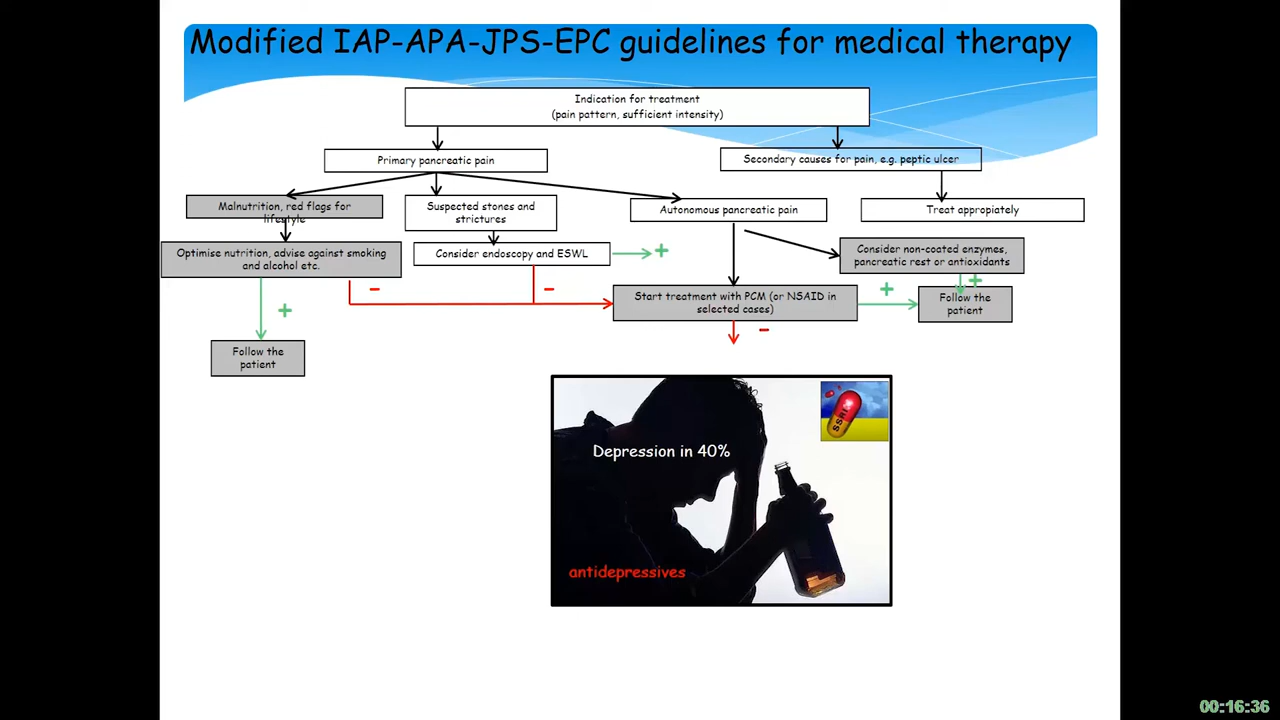 Modified IAP-APA-JPS-EPC guidelines for medical therapy
Indication for treatment
(pain pattern, sufficient intensity)
Primary pancreatic pain
Secondary causes for pain, e.g. peptic ulcer
Malnutrition, red flags for
lifestyle
Suspected stones and
strictures
Autonomous pancreatic pain
Treat appropiately
Optimise nutrition, advise against smoking
and alcohol etc.
Consider endoscopy and ESWL
+
Consider non-coated enzymes,
pancreatic rest or antioxidants
-
-
Start treatment with PCM (or NSAID in
selected cases)
+
+
Follow the
patient
+
-
Follow the
patient
SSRI
Depression in 40%
antidepressives
00:16:36